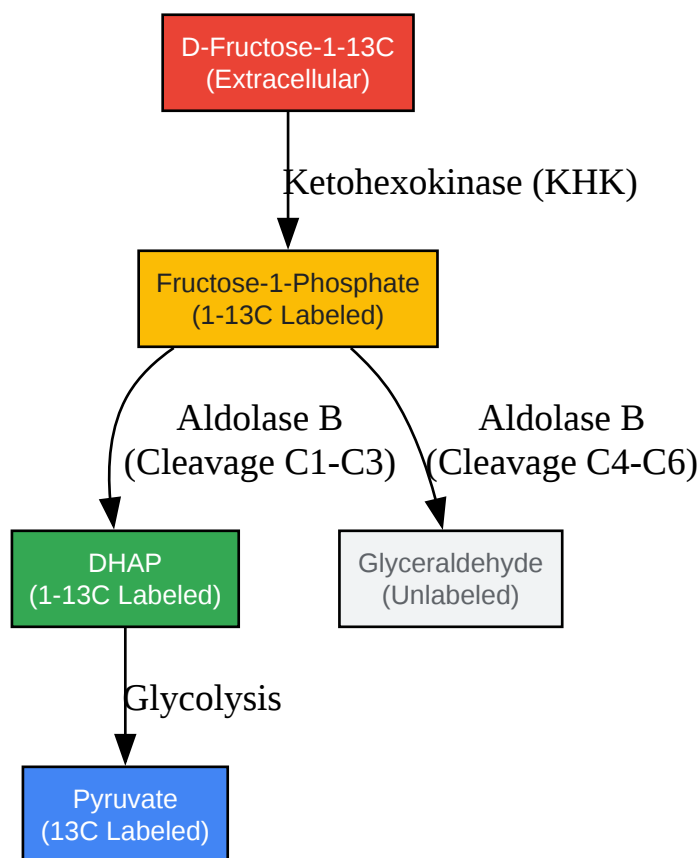 D-Fructose-1-13C
(Extracellular)
Ketohexokinase (KHK)
Fructose-1-Phosphate
(1-13C Labeled)
Aldolase B
(Cleavage C1-C3)
Aldolase B
(Cleavage C4-C6)
DHAP
(1-13C Labeled)
Glyceraldehyde
(Unlabeled)
Glycolysis
Pyruvate
(13C Labeled)